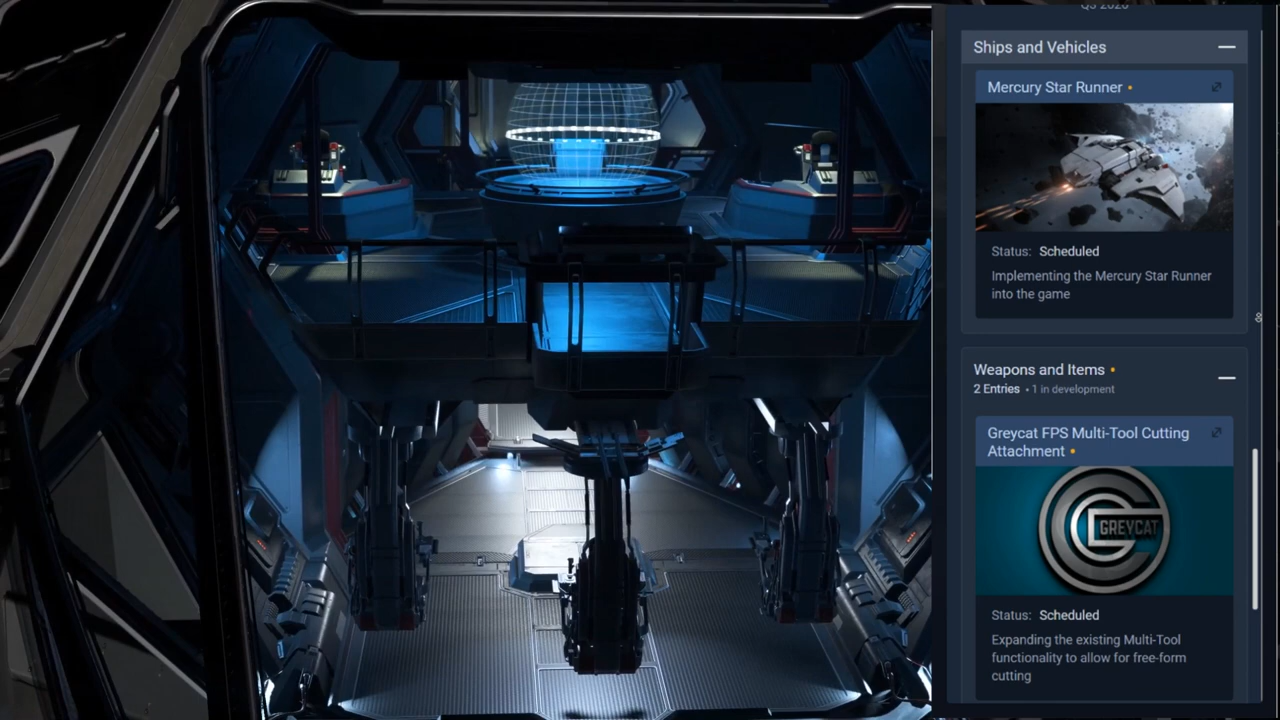 Q3 2020
Ships and Vehicles
Mercury Star Runner
Status: Scheduled
Implementing the Mercury Star Runner
into the game
Weapons and Items
2 Entries • 1 in development
Greycat FPS Multi-Tool Cutting
Attachment
GREYCAT
Status: Scheduled
Expanding the existing Multi-Tool
functionality to allow for free-form
cutting